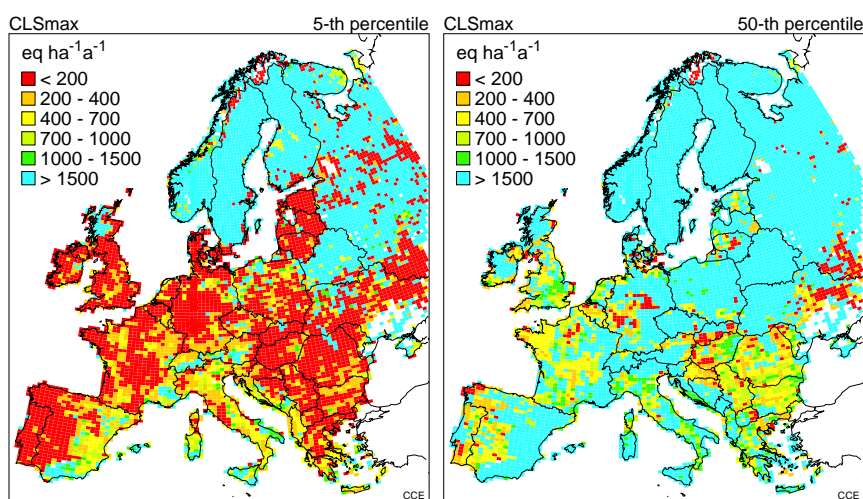 CLSmax 5-th percentile
eq ha⁻¹a⁻¹
< 200
200 - 400
400 - 700
700 - 1000
1000 - 1500
> 1500
CCE
CLSmax 50-th percentile
eq ha⁻¹a⁻¹
< 200
200 - 400
400 - 700
700 - 1000
1000 - 1500
> 1500
CCE